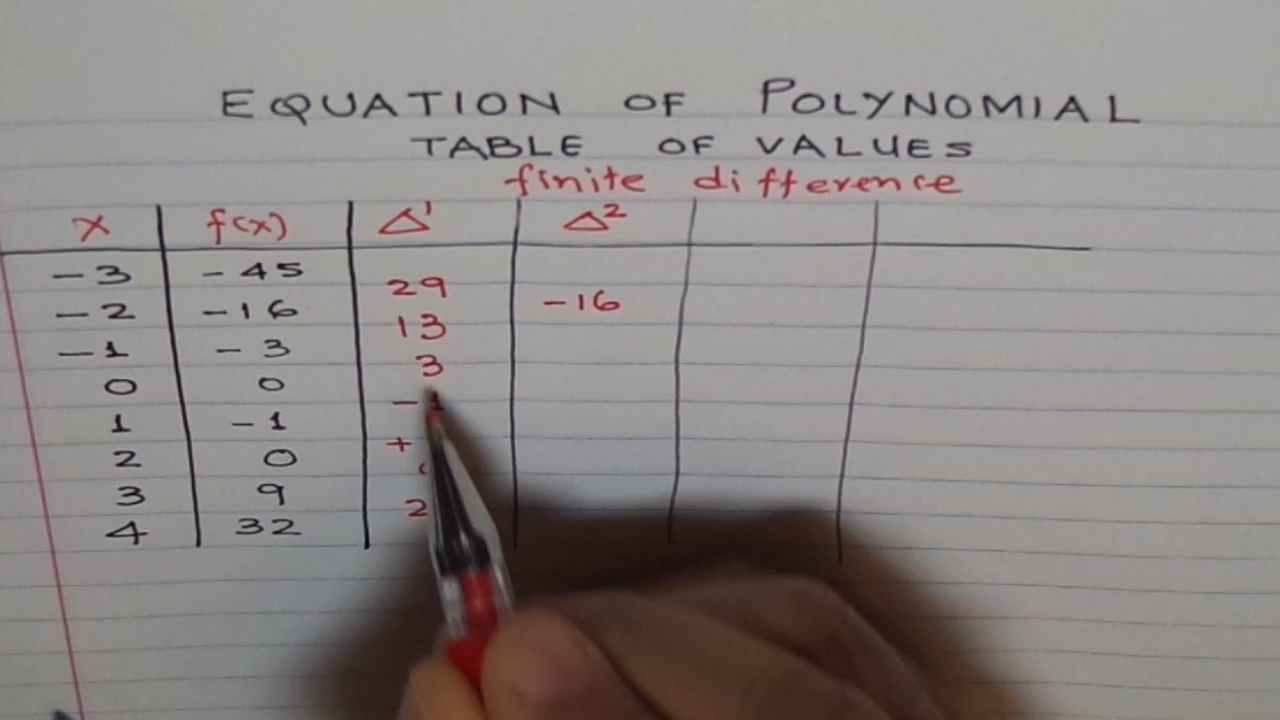 EQUATION OF POLYNOMIAL
TABLE OF VALUES
finite difference
x f(x) Δ¹ Δ²
-3 -45
29
-2 -16 -16
13
-1 -3
3
0 0
1 -1
2 0
3 9
4 32